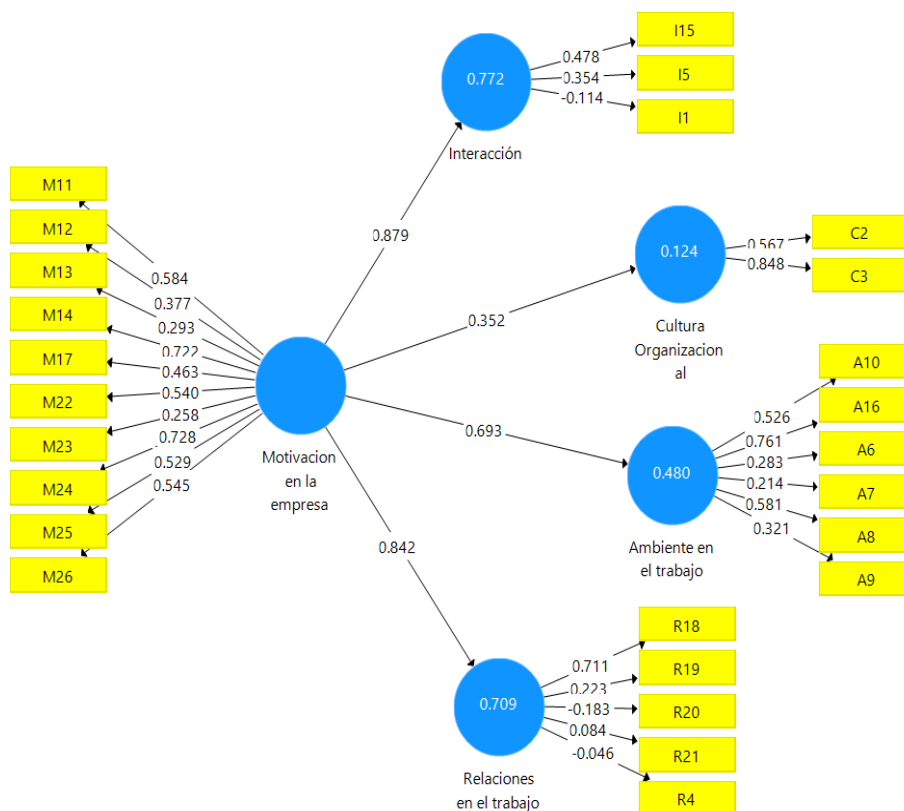 I15
0.478
0.772
0.354
I5
-0.114
I1
Interacción
M11
M12
M13
M14
M17
M22
M23
M24
M25
M26
0.584
0.377
0.293
0.722
0.463
0.540
0.258
0.728
0.529
0.545
Motivacion
en la
empresa
0.879
0.352
0.693
0.842
0.124
0.567
0.848
C2
C3
Cultura
Organizacion
al
0.480
0.526
0.761
0.283
0.214
0.581
0.321
A10
A16
A6
A7
A8
A9
Ambiente en
el trabajo
0.709
0.711
0.223
-0.183
0.084
-0.046
R18
R19
R20
R21
R4
Relaciones
en el trabajo